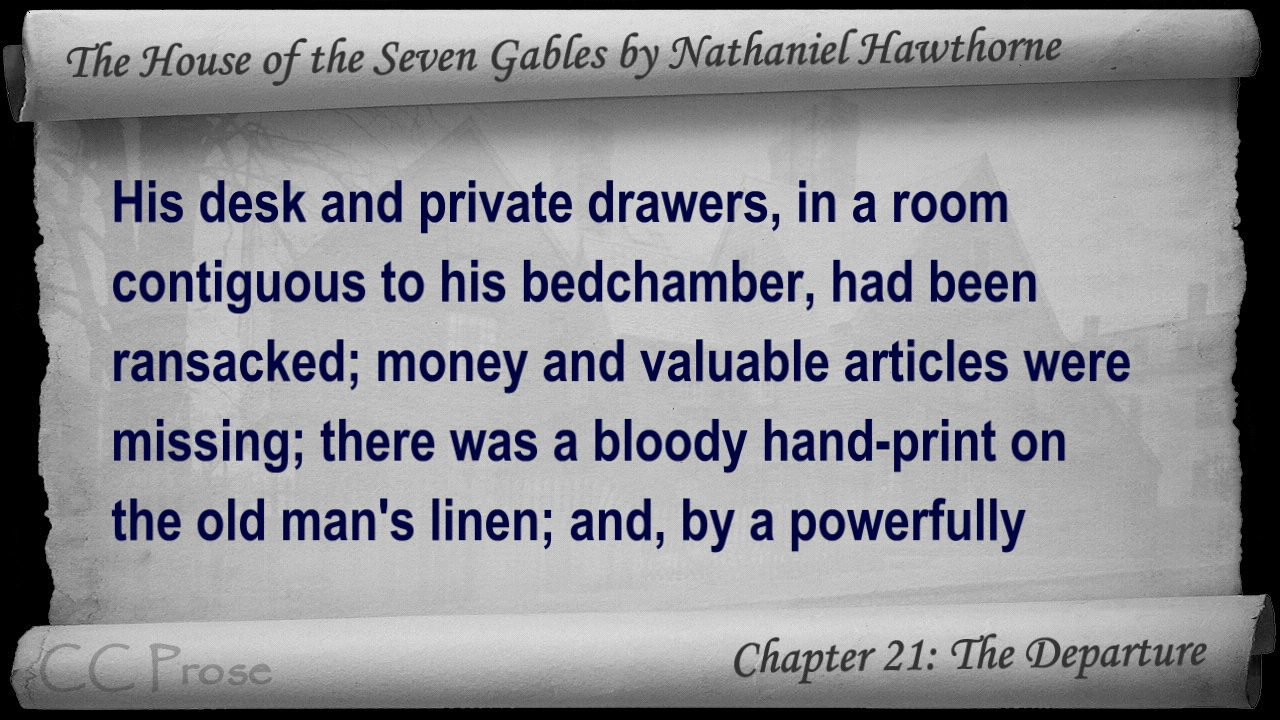 The House of the Seven Gables by Nathaniel Hawthorne
His desk and private drawers, in a room
contiguous to his bedchamber, had been
ransacked; money and valuable articles were
missing; there was a bloody hand-print on
the old man's linen; and, by a powerfully
CC Prose
Chapter 21: The Departure